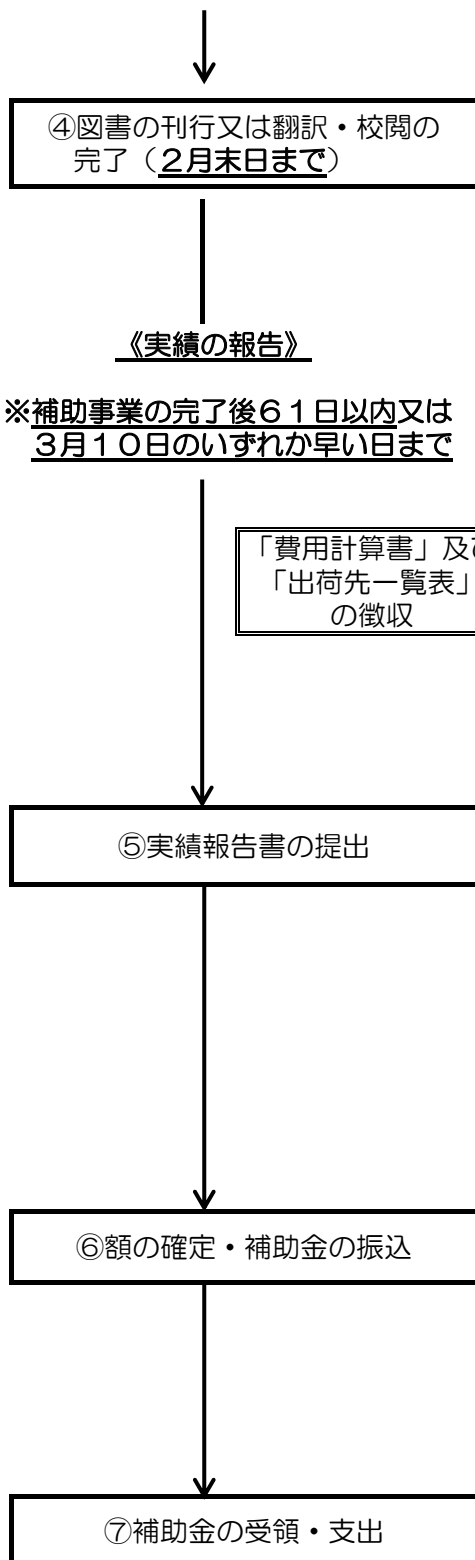 ④図書の刊行又は翻訳・校閲の
完了（２月末日まで）
《実績の報告》
※補助事業の完了後６１日以内又は
３月１０日のいずれか早い日まで
「費用計算書」及
「出荷先一覧表」
の徴収
⑤実績報告書の提出
⑥額の確定・補助金の振込
⑦補助金の受領・支出